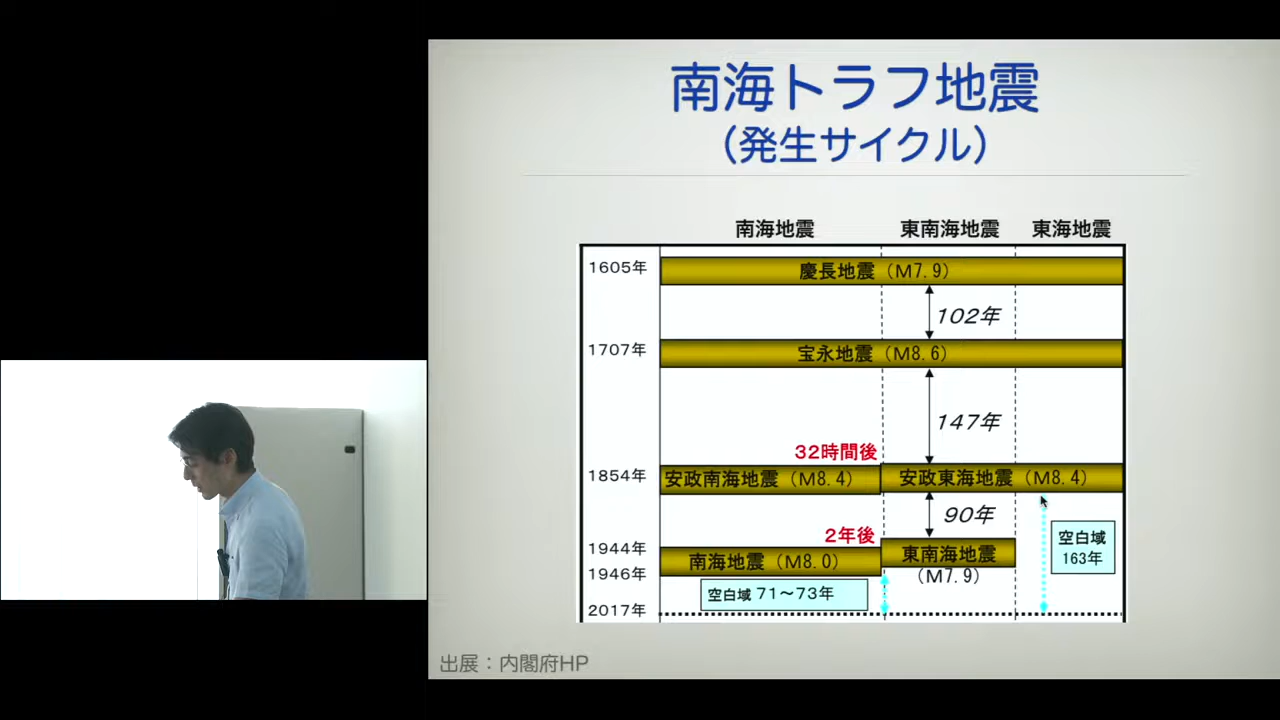 南海トラフ地震
（発生サイクル）
南海地震 東南海地震 東海地震
1605年 慶長地震（M7.9）
102年
1707年 宝永地震（M8.6）
147年
32時間後
1854年 安政南海地震（M8.4） 安政東海地震（M8.4）
90年
空白域
163年
2年後
1944年 東南海地震
（M7.9）
1946年 南海地震（M8.0）
空白域 71～73年
2017年
出展：内閣府HP